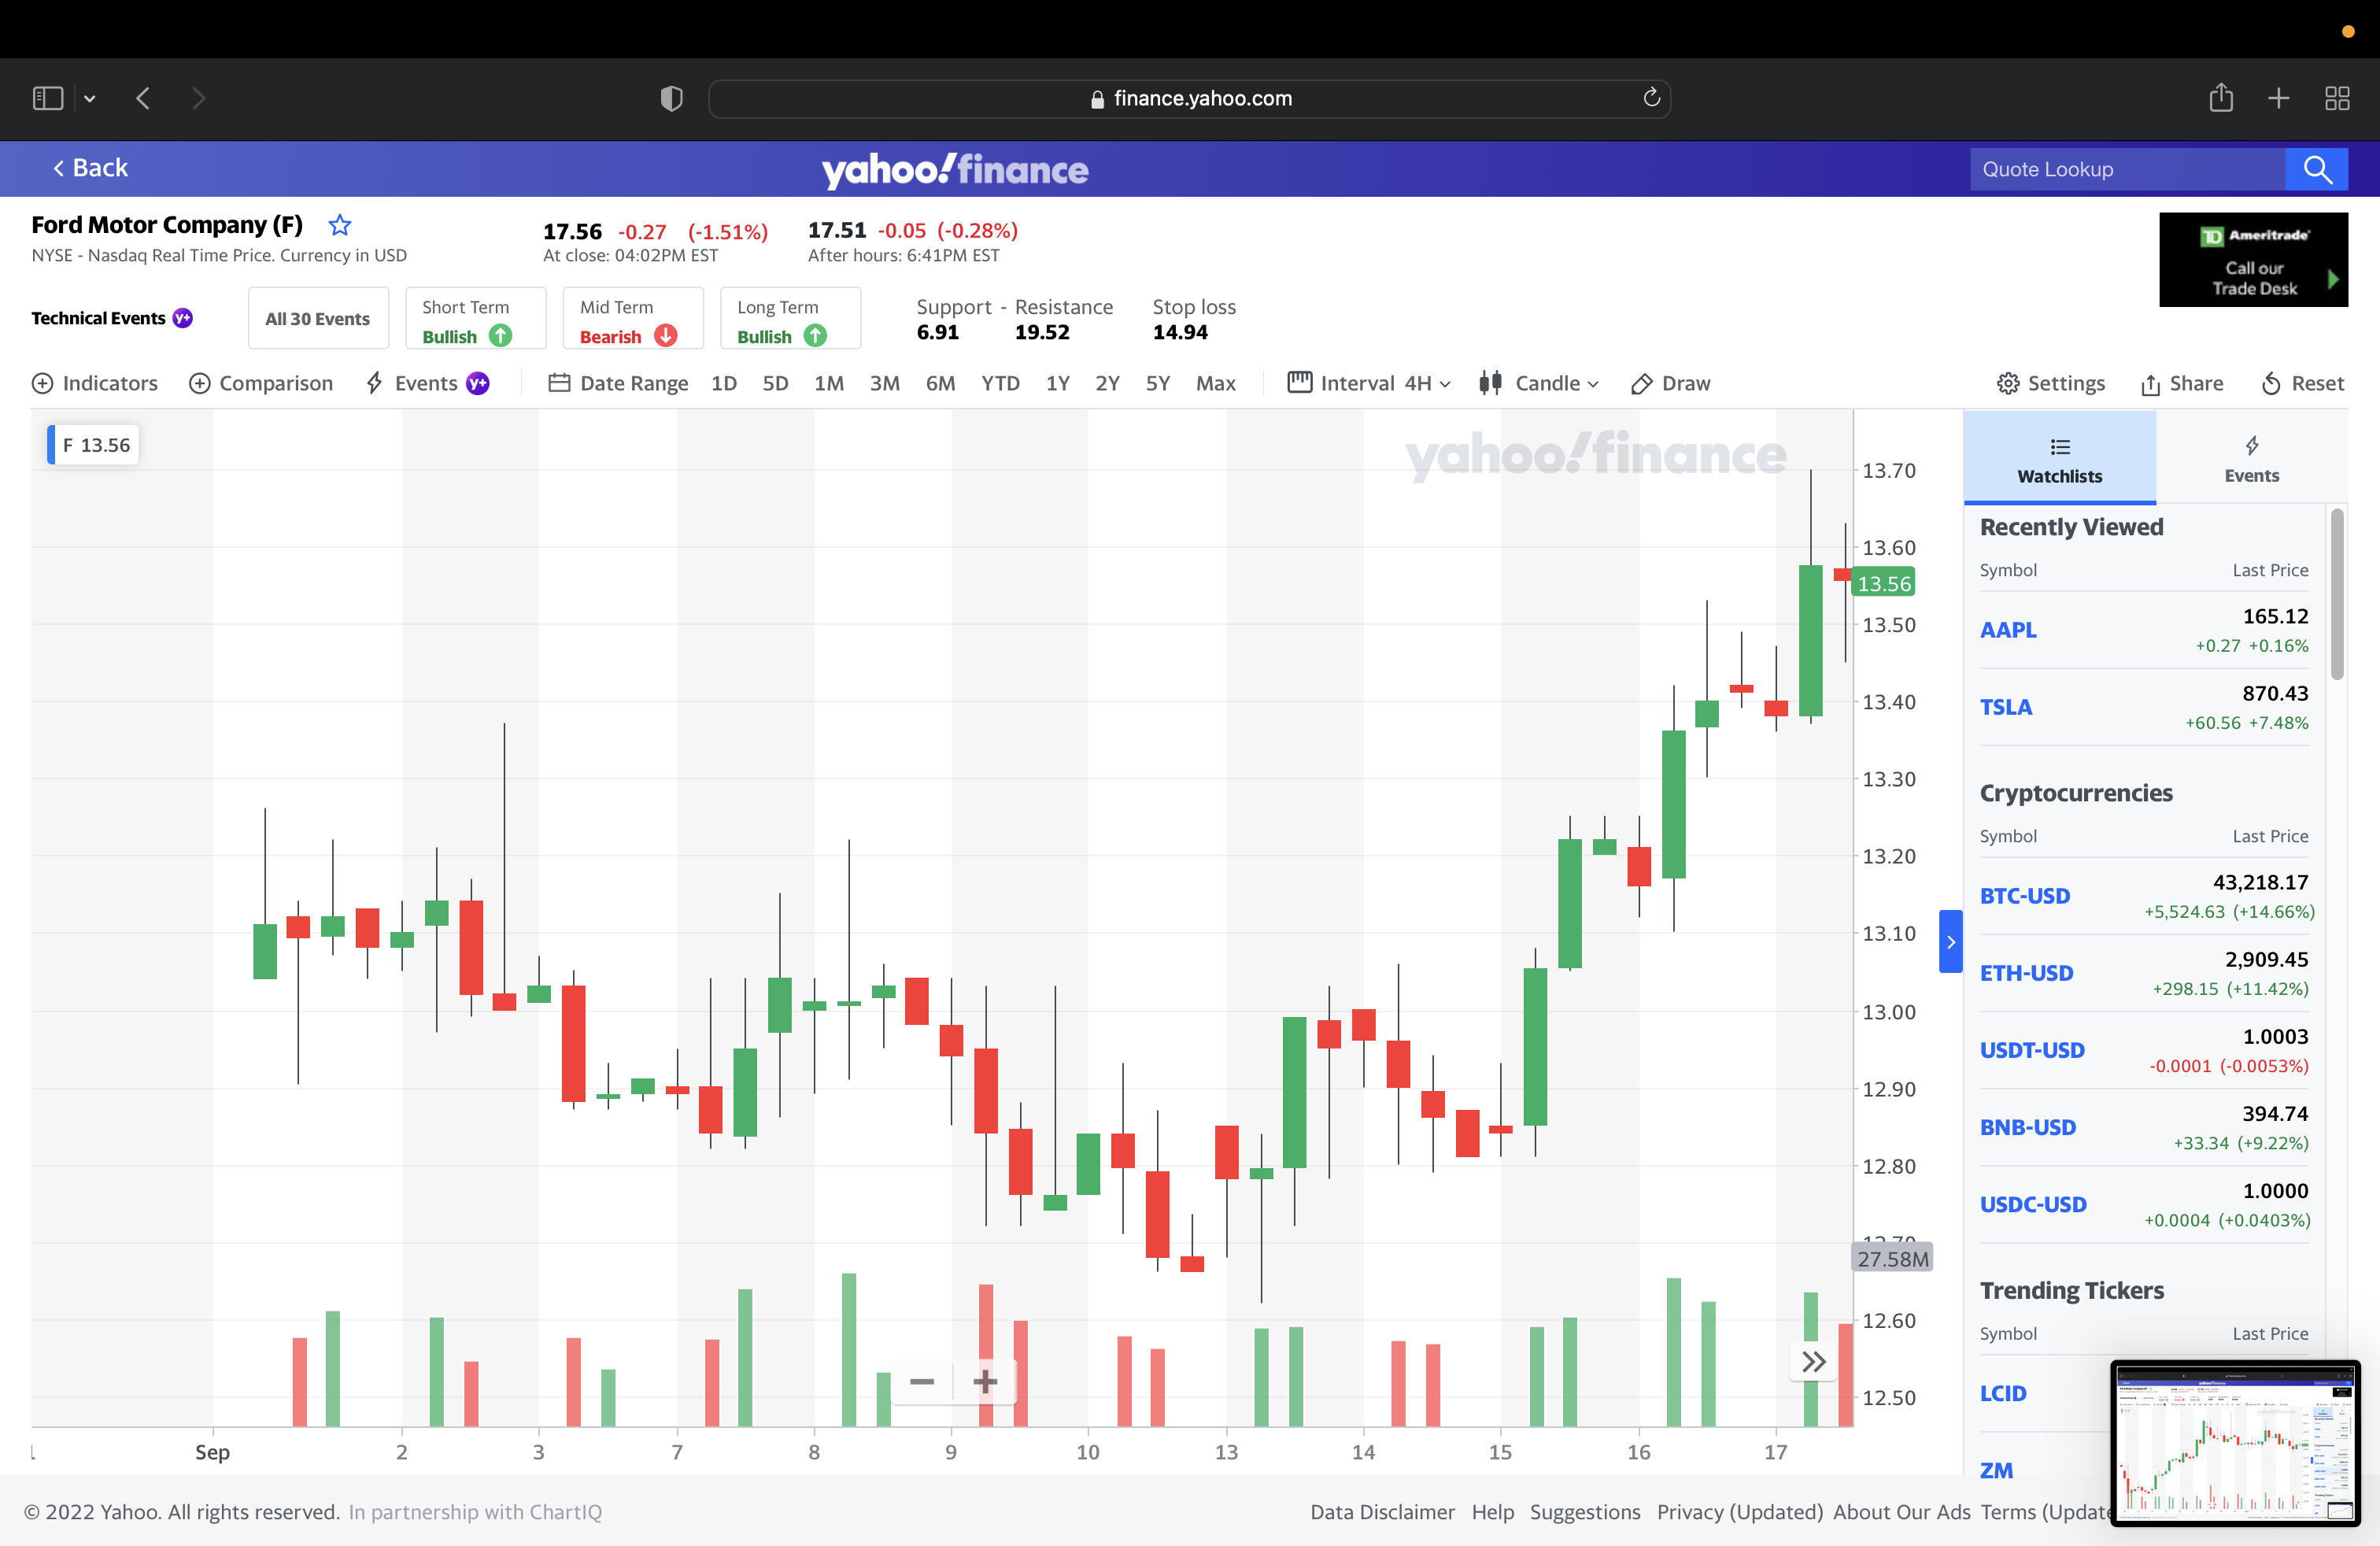 finance.yahoo.com
Back
yahoo!finance
Quote Lookup
Ford Motor Company (F)
NYSE - Nasdaq Real Time Price. Currency in USD
17.56 -0.27 (-1.51%)
At close: 04:02PM EST
17.51 -0.05 (-0.28%)
After hours: 6:41PM EST
TD Ameritrade
Call our
Trade Desk
Technical Events Y+
All 30 Events
Short Term
Bullish
Mid Term
Bearish
Long Term
Bullish
Support - Resistance
6.91 19.52
Stop loss
14.94
Indicators Comparison Events Y+ Date Range 1D 5D 1M 3M 6M YTD 1Y 2Y 5Y Max Interval 4H Candle Draw Settings Share Reset
F 13.56
yahoo!finance
13.70
13.60
13.56
13.50
13.40
13.30
13.20
13.10
13.00
12.90
12.80
12.70
27.58M
12.60
12.50
Sep 2 3 7 8 9 10 13 14 15 16 17
Watchlists
Events
Recently Viewed
Symbol Last Price
AAPL 165.12
+0.27 +0.16%
TSLA 870.43
+60.56 +7.48%
Cryptocurrencies
Symbol Last Price
BTC-USD 43,218.17
+5,524.63 (+14.66%)
ETH-USD 2,909.45
+298.15 (+11.42%)
USDT-USD 1.0003
-0.0001 (-0.0053%)
BNB-USD 394.74
+33.34 (+9.22%)
USDC-USD 1.0000
+0.0004 (+0.0403%)
Trending Tickers
Symbol Last Price
LCID
ZM
© 2022 Yahoo. All rights reserved. In partnership with ChartIQ
Data Disclaimer Help Suggestions Privacy (Updated) About Our Ads Terms (Update